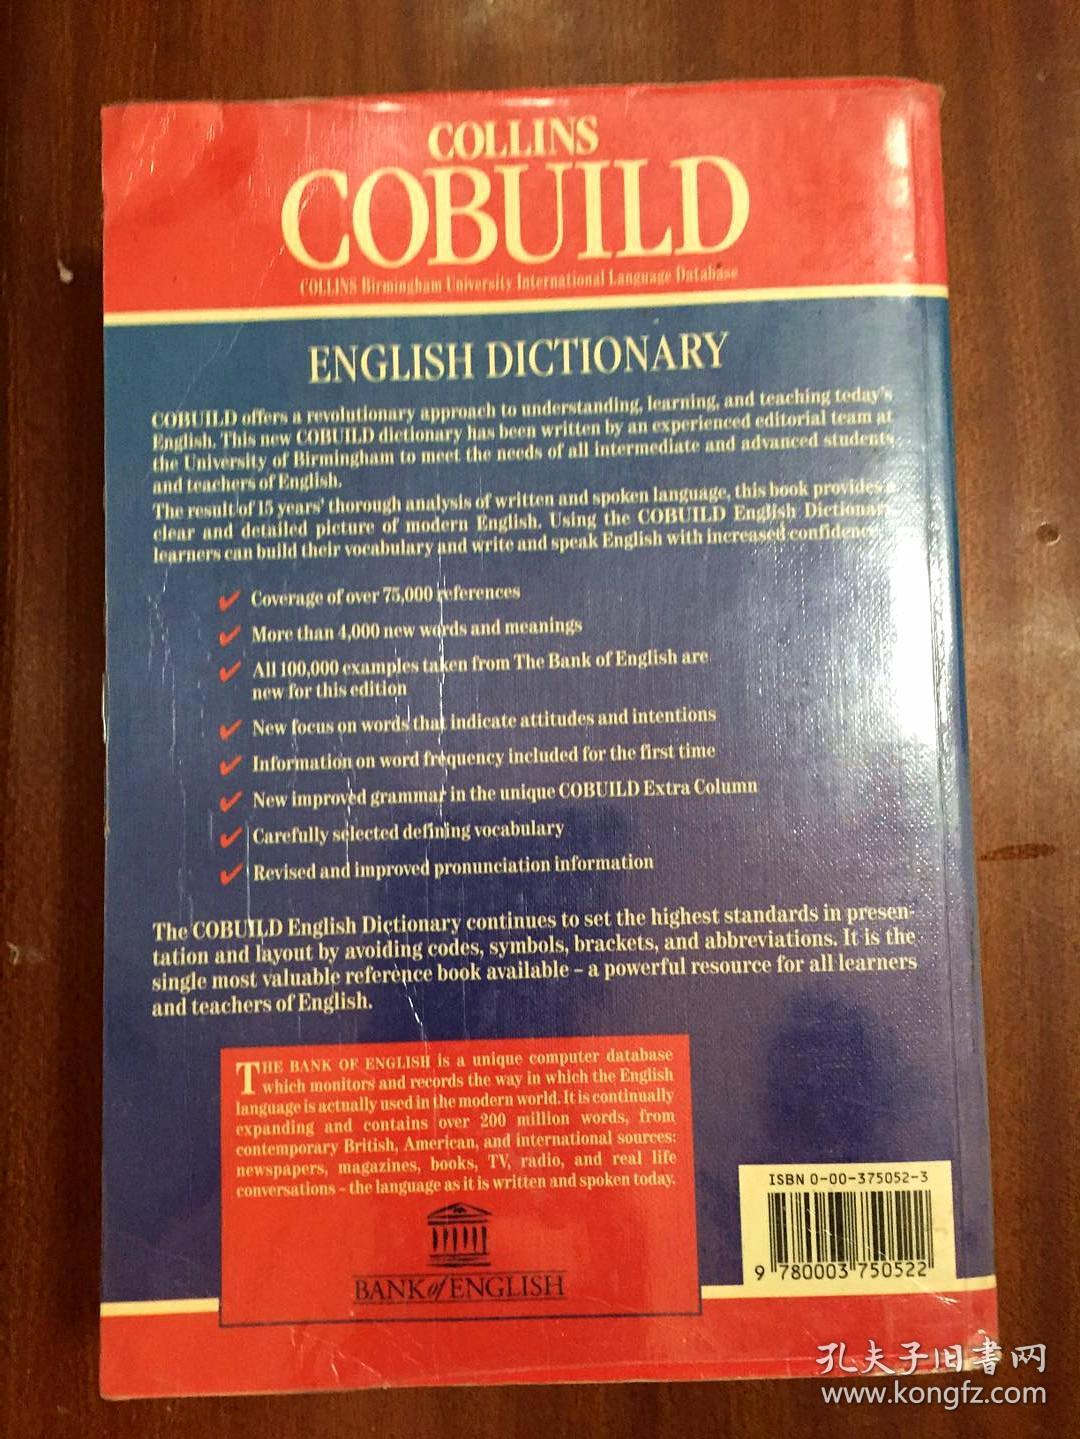 COLLINS
COBUILD
COLLINS Birmingham University International Language Database
ENGLISH DICTIONARY
COBUILD offers a revolutionary approach to understanding, learning, and teaching today's
English. This new COBUILD dictionary has been written by an experienced editorial team at
the University of Birmingham to meet the needs of all intermediate and advanced students
and teachers of English.
The result of 15 years' thorough analysis of written and spoken language, this book provides a
clear and detailed picture of modern English. Using the COBUILD English Dictionary
learners can build their vocabulary and write and speak English with increased confidence.
Coverage of over 75,000 references
More than 4,000 new words and meanings
All 100,000 examples taken from The Bank of English are
new for this edition
New focus on words that indicate attitudes and intentions
Information on word frequency included for the first time
New improved grammar in the unique COBUILD Extra Column
Carefully selected defining vocabulary
Revised and improved pronunciation information
The COBUILD English Dictionary continues to set the highest standards in presen-
tation and layout by avoiding codes, symbols, brackets, and abbreviations. It is the
single most valuable reference book available – a powerful resource for all learners
and teachers of English.
THE BANK OF ENGLISH is a unique computer database
which monitors and records the way in which the English
language is actually used in the modern world. It is continually
expanding and contains over 200 million words, from
contemporary British, American, and international sources:
newspapers, magazines, books, TV, radio, and real life
conversations – the language as it is written and spoken today.
BANK of ENGLISH
ISBN 0-00-375052-3
9 780003 750522
孔夫子旧書网
www.kongfz.com